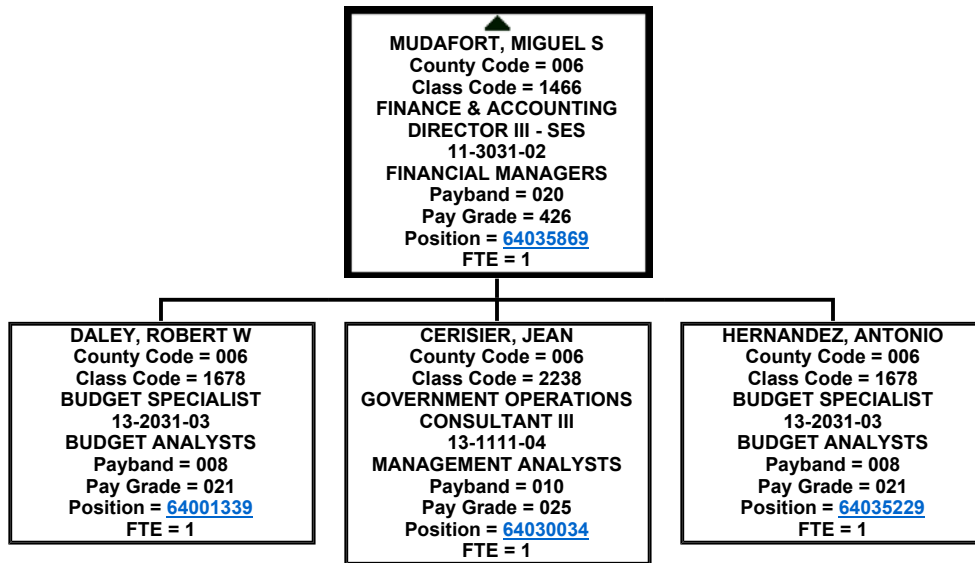 MUDAFORT, MIGUEL S
County Code = 006
Class Code = 1466
FINANCE & ACCOUNTING
DIRECTOR III - SES
11-3031-02
FINANCIAL MANAGERS
Payband = 020
Pay Grade = 426
Position = 64035869
FTE = 1
DALEY, ROBERT W
County Code = 006
Class Code = 1678
BUDGET SPECIALIST
13-2031-03
BUDGET ANALYSTS
Payband = 008
Pay Grade = 021
Position = 64001339
FTE = 1
CERISIER, JEAN
County Code = 006
Class Code = 2238
GOVERNMENT OPERATIONS
CONSULTANT III
13-1111-04
MANAGEMENT ANALYSTS
Payband = 010
Pay Grade = 025
Position = 64030034
FTE = 1
HERNANDEZ, ANTONIO
County Code = 006
Class Code = 1678
BUDGET SPECIALIST
13-2031-03
BUDGET ANALYSTS
Payband = 008
Pay Grade = 021
Position = 64035229
FTE = 1